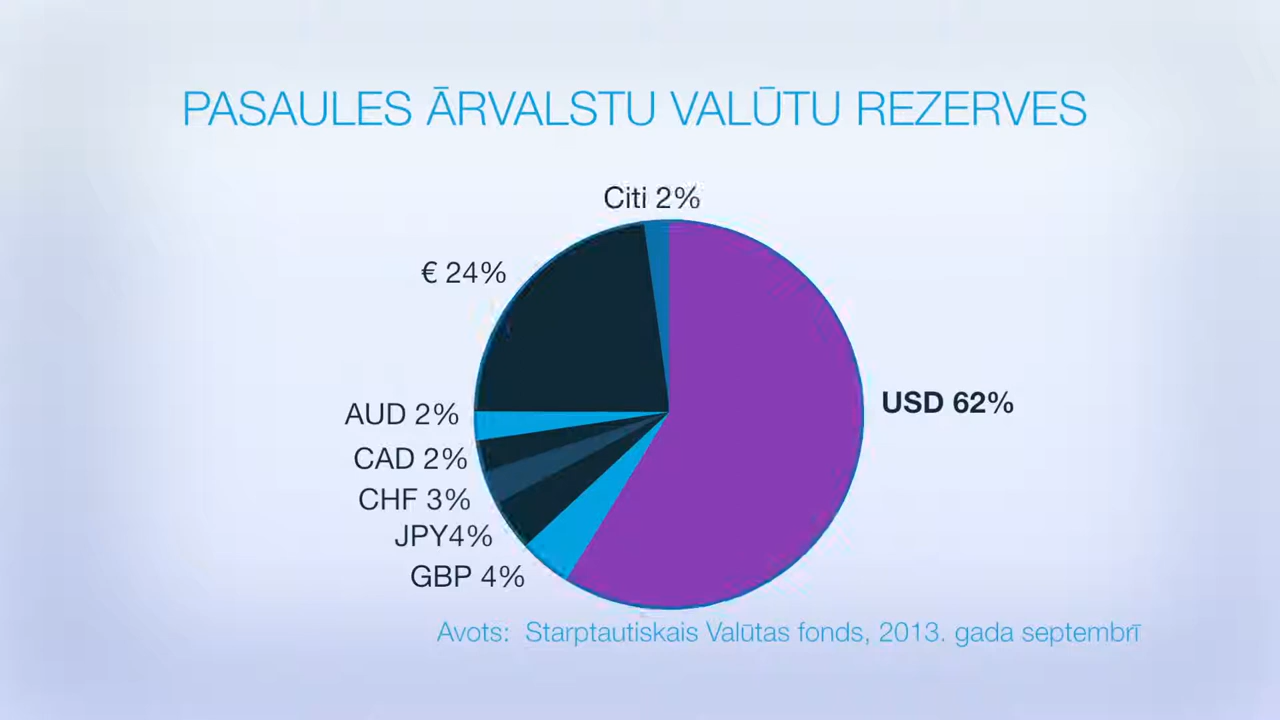 PASAULES ĀRVALSTU VALŪTU REZERVES
Citi 2%
€ 24%
USD 62%
AUD 2%
CAD 2%
CHF 3%
JPY4%
GBP 4%
Avots: Starptautiskais Valūtas fonds, 2013. gada septembrī